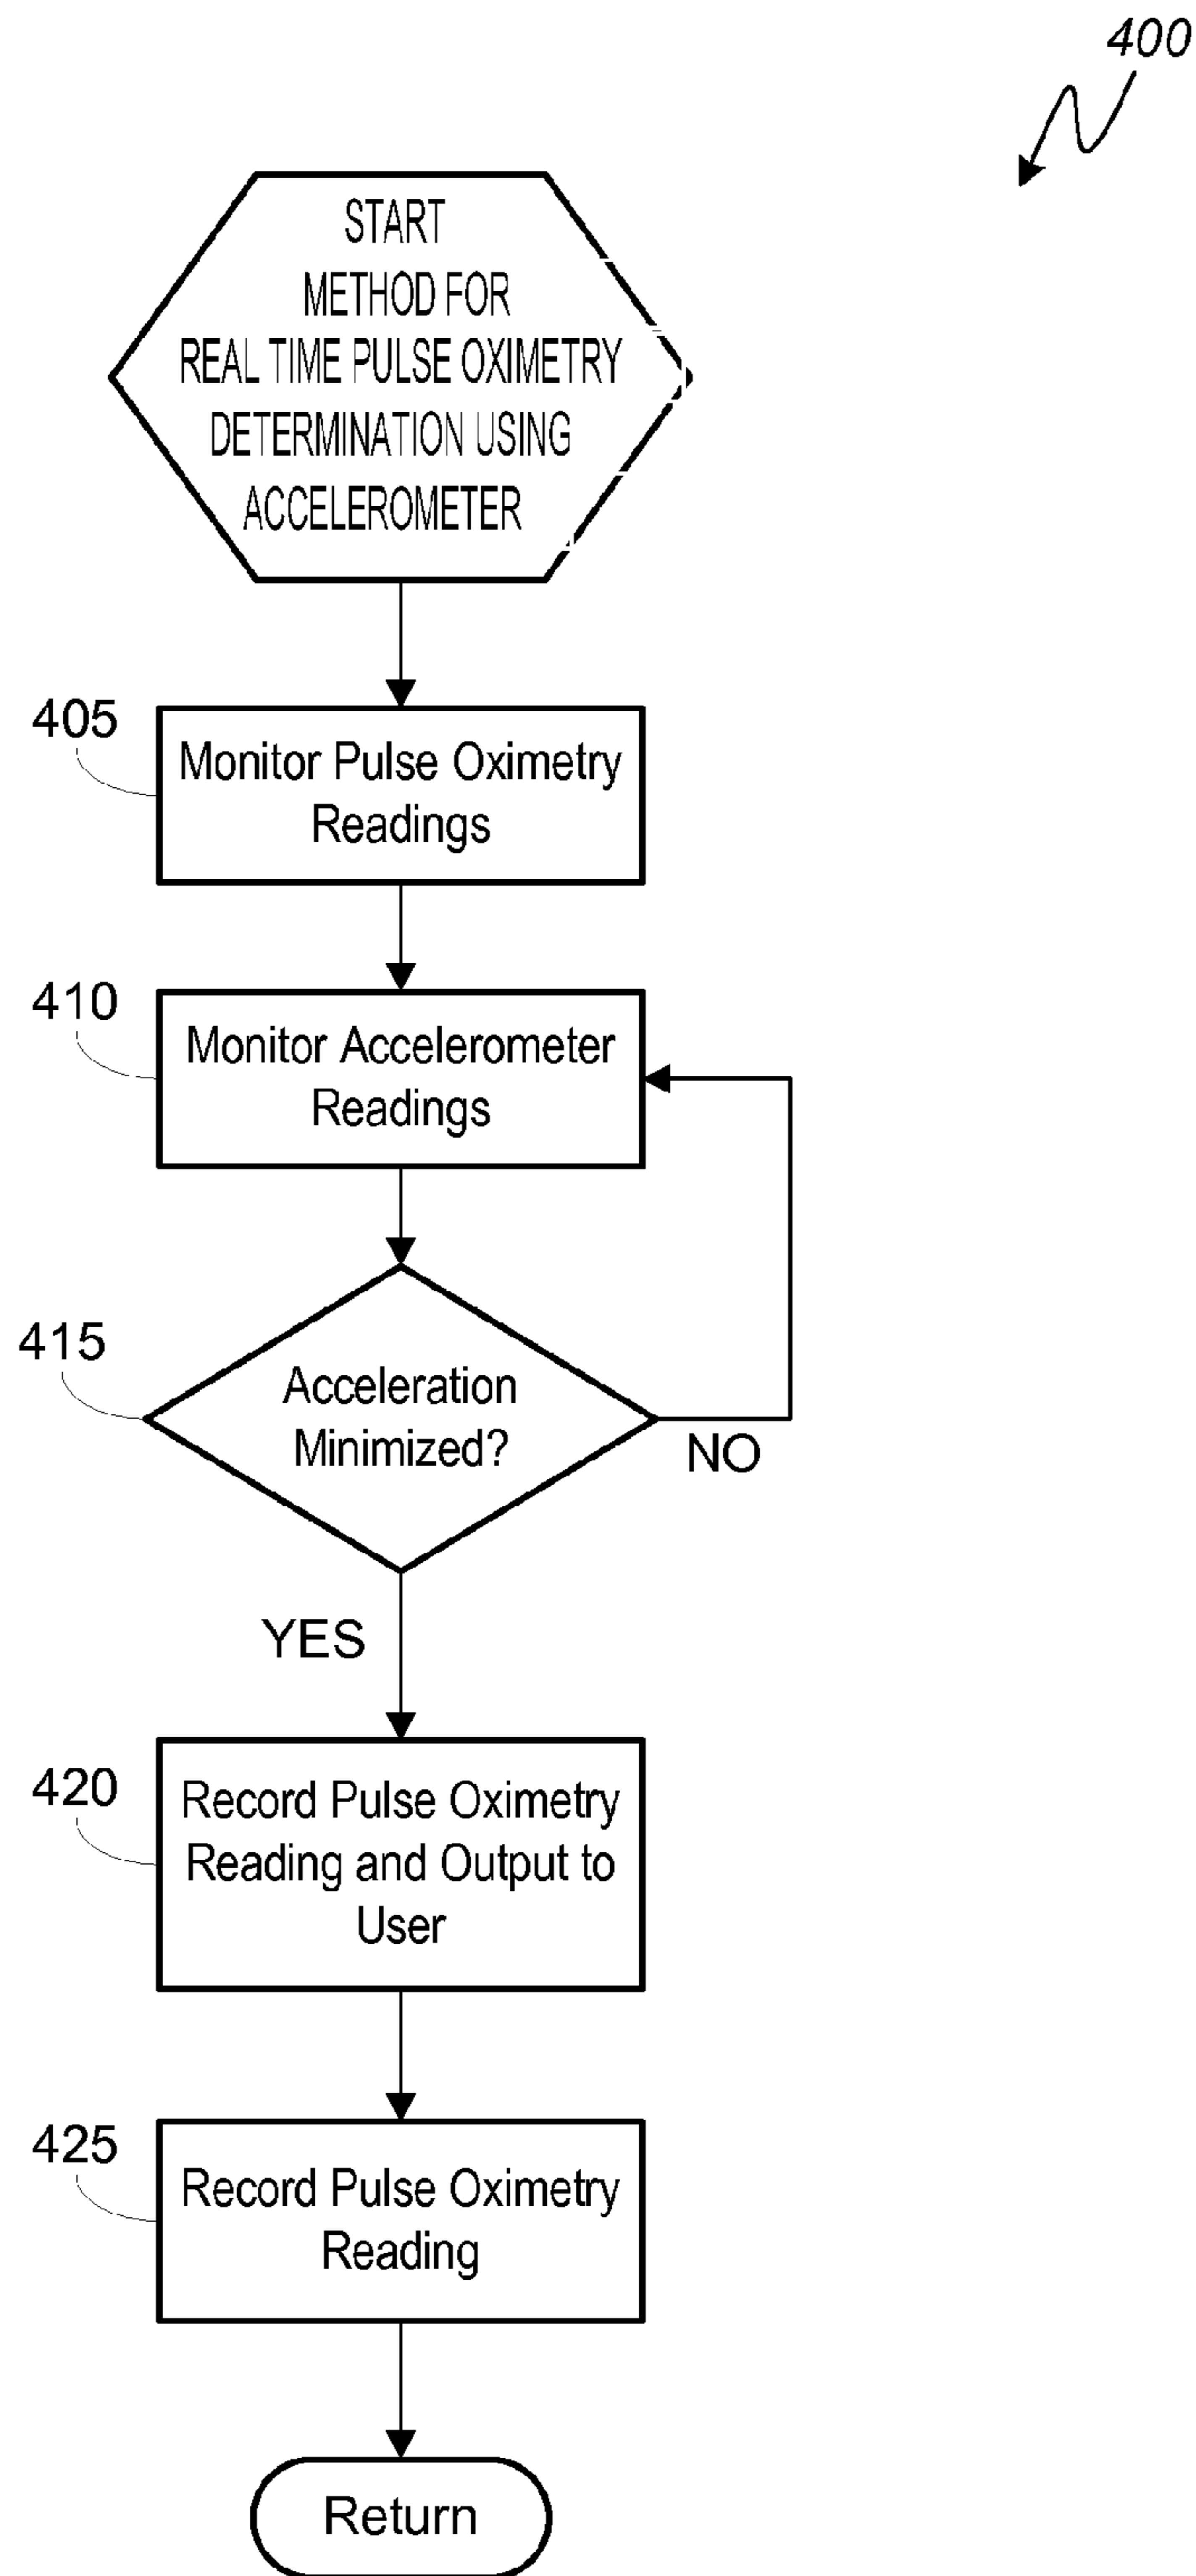 400
START
METHOD FOR
REAL TIME PULSE OXIMETRY
DETERMINATION USING
ACCELEROMETER
405
Monitor Pulse Oximetry
Readings
410
Monitor Accelerometer
Readings
415
Acceleration
Minimized?
NO
YES
420
Record Pulse Oximetry
Reading and Output to
User
425
Record Pulse Oximetry
Reading
Return